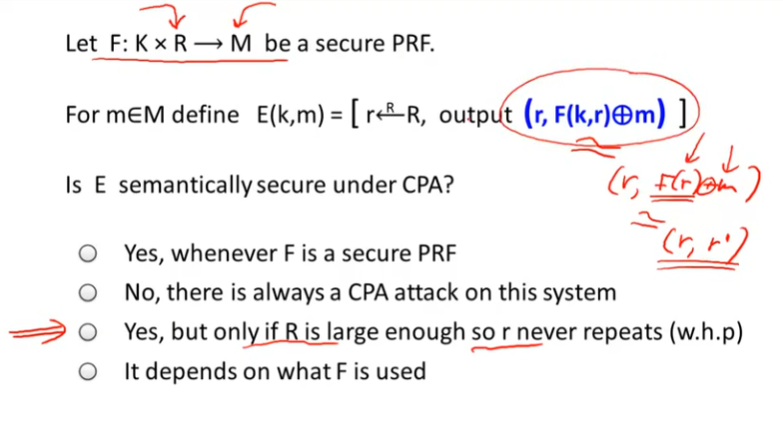 Let F: K × R ⟶ M be a secure PRF.
For m∈M define E(k,m) = [ r ←R R, output (r, F(k,r)⊕m) ]
(r, f(r)⊕m)
Is E semantically secure under CPA?
≈
(r, r')
Yes, whenever F is a secure PRF
No, there is always a CPA attack on this system
Yes, but only if R is large enough so r never repeats (w.h.p)
It depends on what F is used